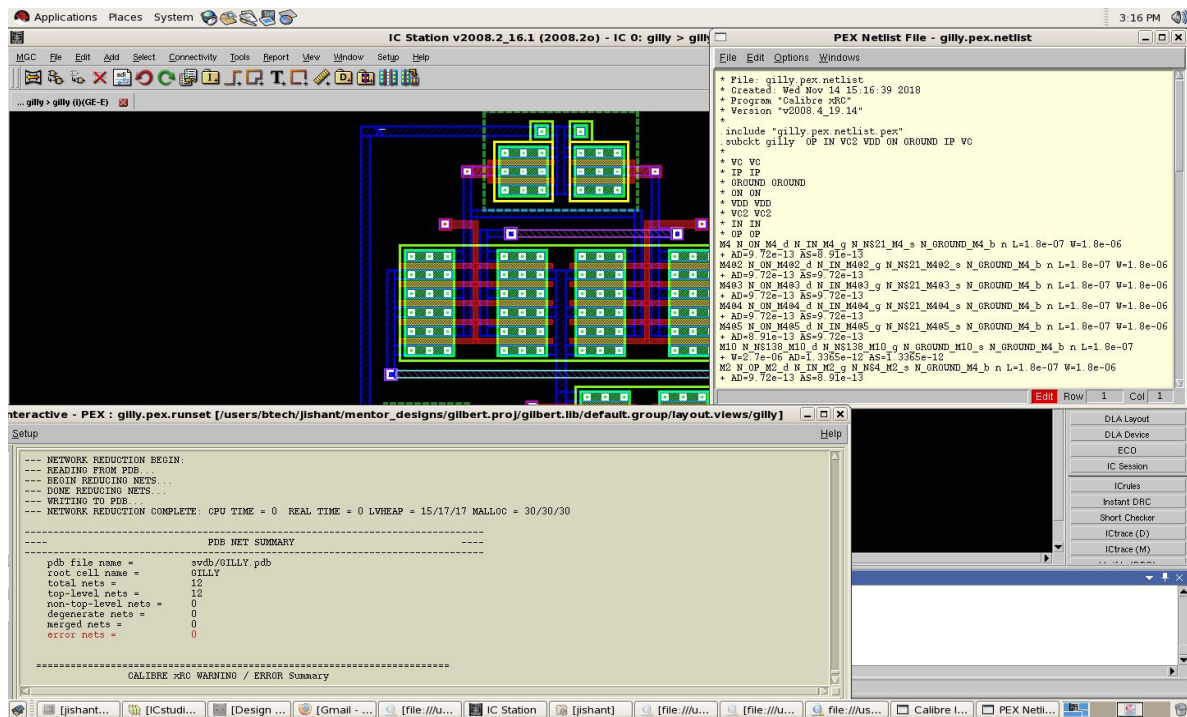 Applications Places System
3:16 PM
IC Station v2008.2_16.1 (2008.2o) - IC 0: gilly > gilly
MGC File Edit Add Select Connectivity Tools Report View Window Setup Help
... gilly > gilly (i)(GE-E)
PEX Netlist File - gilly.pex.netlist
File Edit Options Windows
* File: gilly.pex.netlist
* Created: Wed Nov 14 15:16:39 2018
* Program "Calibre xRC"
* Version "v2008.4_19.14"
*
.include "gilly.pex.netlist.pex"
.subckt gilly OP IN VC2 VDD ON GROUND IP VC
*
* VC VC
* IP IP
* GROUND GROUND
* ON ON
* VDD VDD
* VC2 VC2
* IN IN
* OP OP
M4 N_ON_M4_d N_IN_M4_g N_N$21_M4_s N_GROUND_M4_b n L=1.8e-07 W=1.8e-06
+ AD=9.72e-13 AS=8.91e-13
M402 N_ON_M402_d N_IN_M402_g N_N$21_M402_s N_GROUND_M4_b n L=1.8e-07 W=1.8e-06
+ AD=9.72e-13 AS=9.72e-13
M403 N_ON_M403_d N_IN_M403_g N_N$21_M403_s N_GROUND_M4_b n L=1.8e-07 W=1.8e-06
+ AD=9.72e-13 AS=9.72e-13
M404 N_ON_M404_d N_IN_M404_g N_N$21_M404_s N_GROUND_M4_b n L=1.8e-07 W=1.8e-06
+ AD=9.72e-13 AS=9.72e-13
M405 N_ON_M405_d N_IN_M405_g N_N$21_M405_s N_GROUND_M4_b n L=1.8e-07 W=1.8e-06
+ AD=8.91e-13 AS=9.72e-13
M10 N_N$138_M10_d N_N$138_M10_g N_GROUND_M10_s N_GROUND_M4_b n L=1.8e-07
+ W=2.7e-06 AD=1.3365e-12 AS=1.3365e-12
M2 N_OP_M2_d N_IN_M2_g N_N$4_M2_s N_GROUND_M4_b n L=1.8e-07 W=1.8e-06
+ AD=9.72e-13 AS=8.91e-13
Edit Row 1 Col 1
nteractive - PEX : gilly.pex.runset [/users/btech/jishant/mentor_designs/gilbert.proj/gilbert.lib/default.group/layout.views/gilly]
Setup Help
--- NETWORK REDUCTION BEGIN:
--- READING FROM PDB...
--- BEGIN REDUCING NETS...
--- DONE REDUCING NETS...
--- WRITING TO PDB...
--- NETWORK REDUCTION COMPLETE: CPU TIME = 0 REAL TIME = 0 LVHEAP = 15/17/17 MALLOC = 30/30/30
---- PDB NET SUMMARY ----
pdb file name = svdb/GILLY.pdb
root cell name = GILLY
total nets = 12
top-level nets = 12
non-top-level nets = 0
degenerate nets = 0
merged nets = 0
error nets = 0
CALIBRE xRC WARNING / ERROR Summary
DLA Layout
DLA Device
ECO
IC Session
ICrules
Instant DRC
Short Checker
ICtrace (D)
ICtrace (M)
[jishant...
[ICstudi...
[Design ...
[Gmail - ...
[file:///u...
IC Station
[jishant]
[file:///u...
[file:///u...
file:///us...
Calibre I...
PEX Netli...